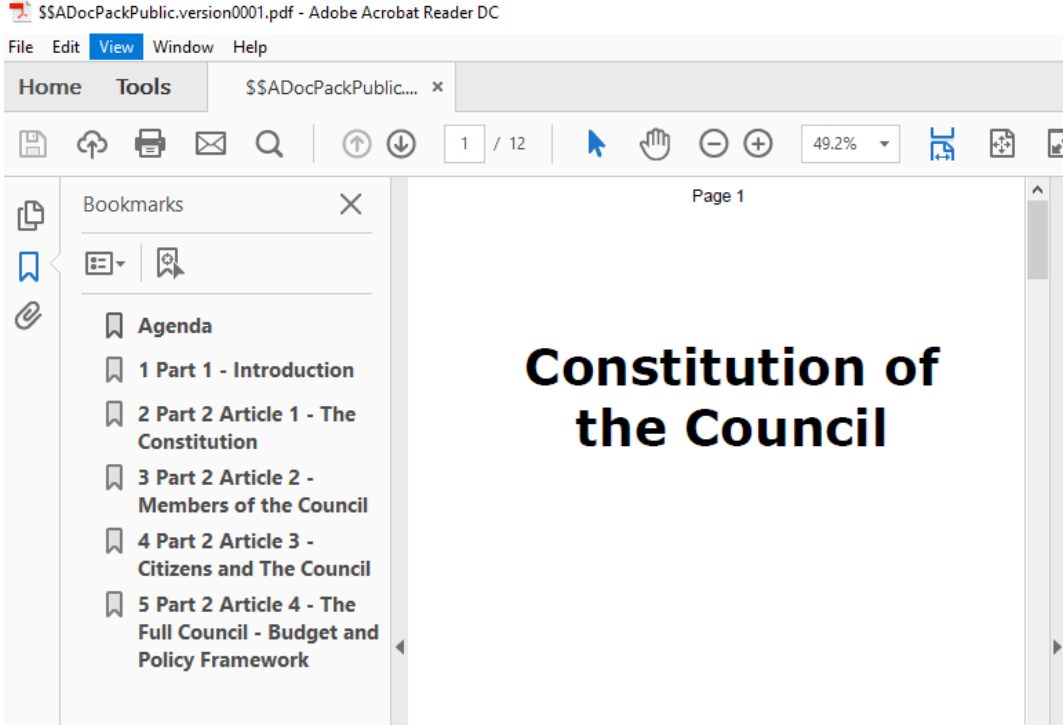 $$ADocPackPublic.version0001.pdf - Adobe Acrobat Reader DC
File Edit View Window Help
Home Tools $$ADocPackPublic.... ×
1 / 12 49.2%
Bookmarks
Page 1
Agenda
1 Part 1 - Introduction
2 Part 2 Article 1 - The
Constitution
3 Part 2 Article 2 -
Members of the Council
4 Part 2 Article 3 -
Citizens and The Council
5 Part 2 Article 4 - The
Full Council - Budget and
Policy Framework
Constitution of
the Council